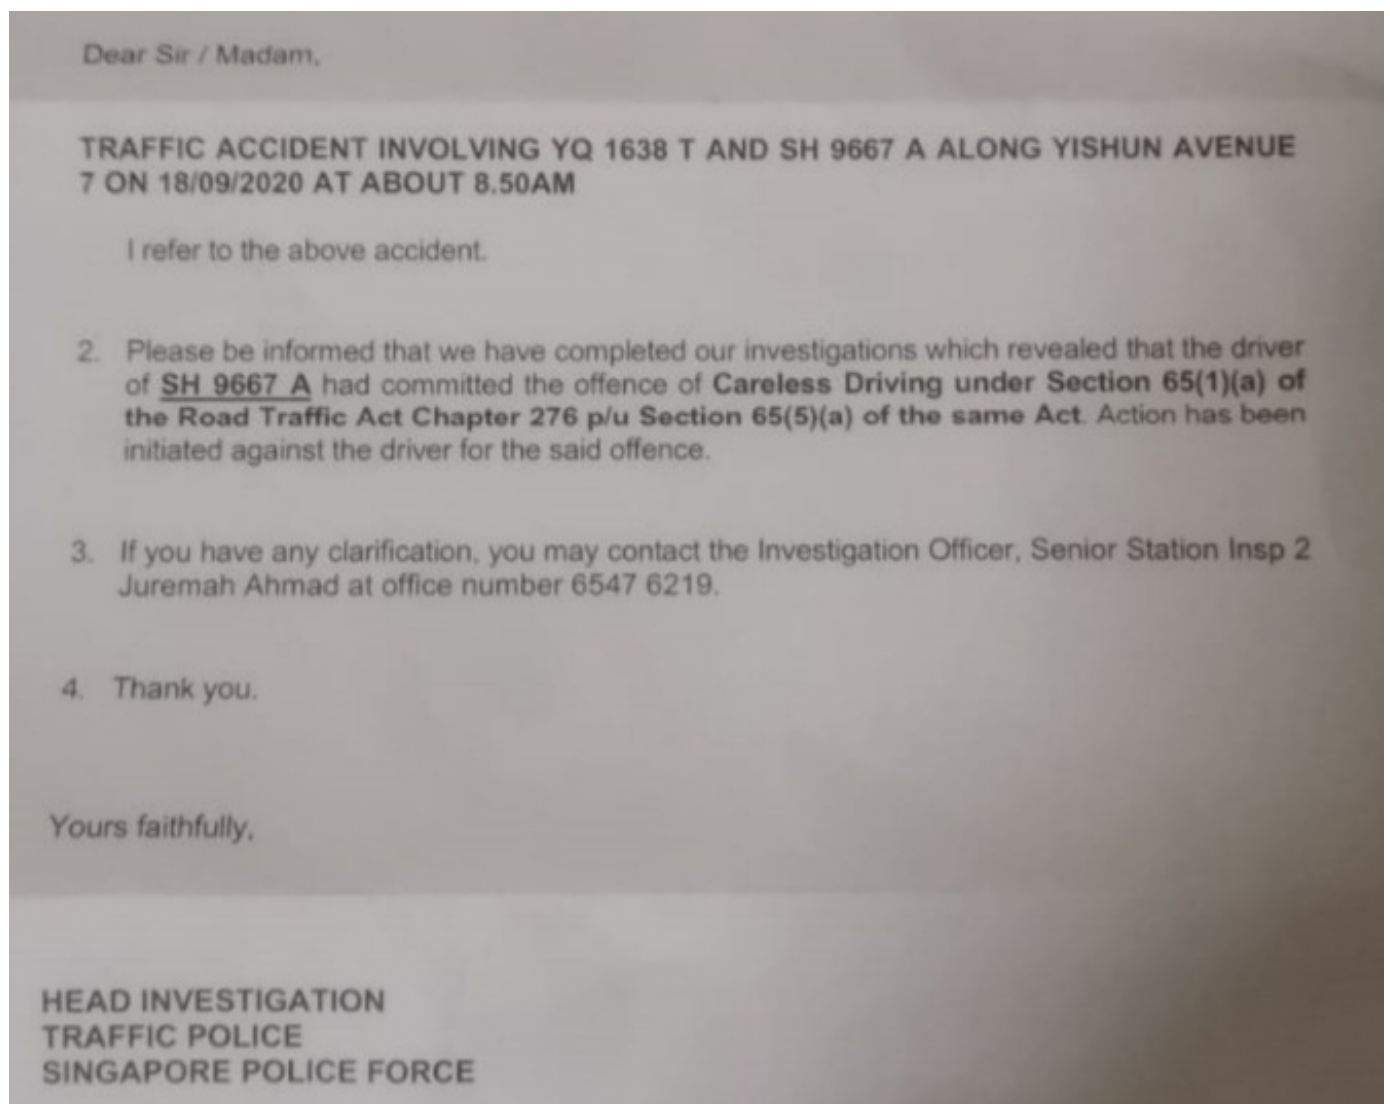 Dear Sir / Madam,
TRAFFIC ACCIDENT INVOLVING YQ 1638 T AND SH 9667 A ALONG YISHUN AVENUE
7 ON 18/09/2020 AT ABOUT 8.50AM
I refer to the above accident.
2. Please be informed that we have completed our investigations which revealed that the driver
of SH 9667 A had committed the offence of Careless Driving under Section 65(1)(a) of
the Road Traffic Act Chapter 276 p/u Section 65(5)(a) of the same Act. Action has been
initiated against the driver for the said offence.
3. If you have any clarification, you may contact the Investigation Officer, Senior Station Insp 2
Juremah Ahmad at office number 6547 6219.
4. Thank you.
Yours faithfully,
HEAD INVESTIGATION
TRAFFIC POLICE
SINGAPORE POLICE FORCE